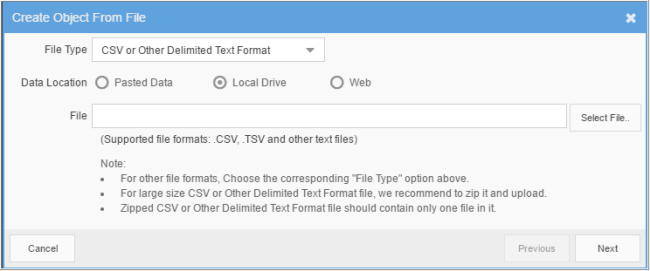 Create Object From File
File Type CSV or Other Delimited Text Format
Data Location Pasted Data Local Drive Web
File Select File..
(Supported file formats: .CSV, .TSV and other text files)
Note:
• For other file formats, Choose the corresponding "File Type" option above.
• For large size CSV or Other Delimited Text Format file, we recommend to zip it and upload.
• Zipped CSV or Other Delimited Text Format file should contain only one file in it.
Cancel Previous Next